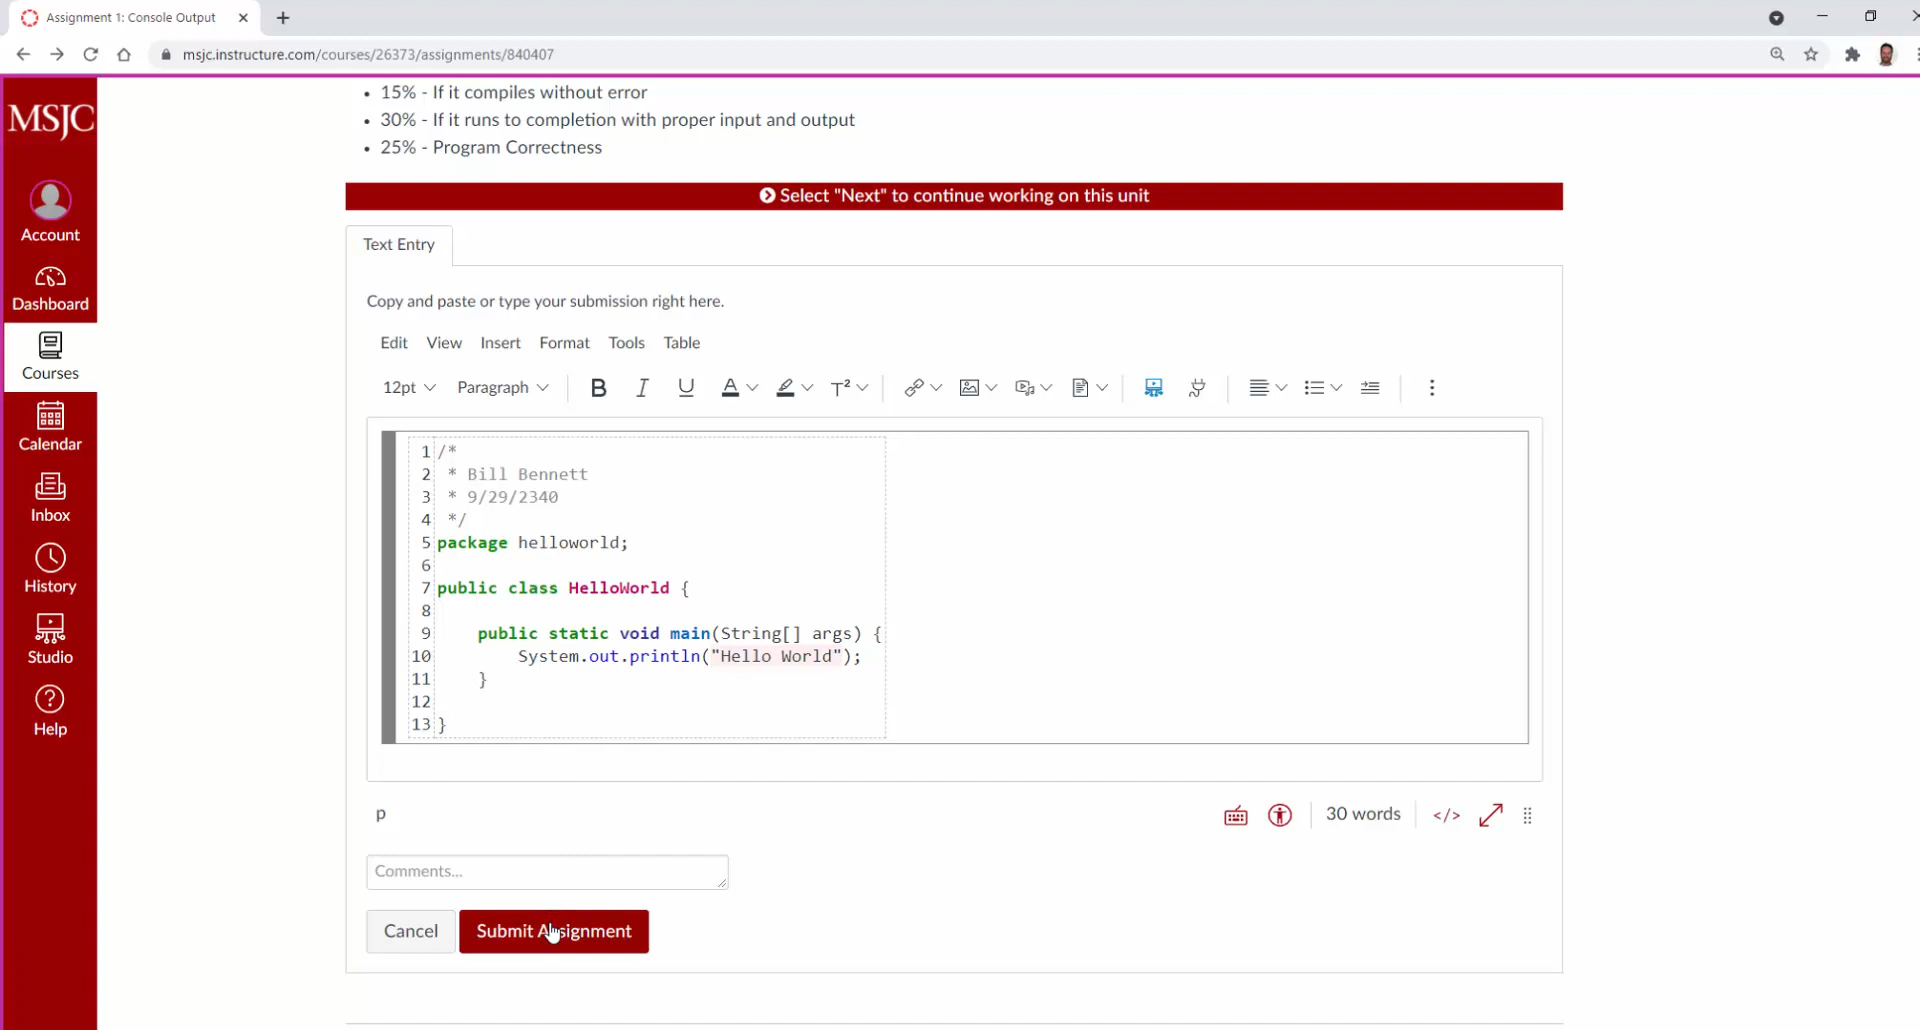 Assignment 1: Console Output
msjc.instructure.com/courses/26373/assignments/840407
MSJC
Account
Dashboard
Courses
Calendar
Inbox
History
Studio
Help
• 15% - If it compiles without error
• 30% - If it runs to completion with proper input and output
• 25% - Program Correctness
Select "Next" to continue working on this unit
Text Entry
Copy and paste or type your submission right here.
Edit View Insert Format Tools Table
12pt Paragraph B I U A T²
1 /*
2  * Bill Bennett
3  * 9/29/2340
4  */
5 package helloworld;
6
7 public class HelloWorld {
8
9     public static void main(String[] args) {
10         System.out.println("Hello World");
11     }
12
13 }
p 30 words </>
Comments...
Cancel Submit Assignment